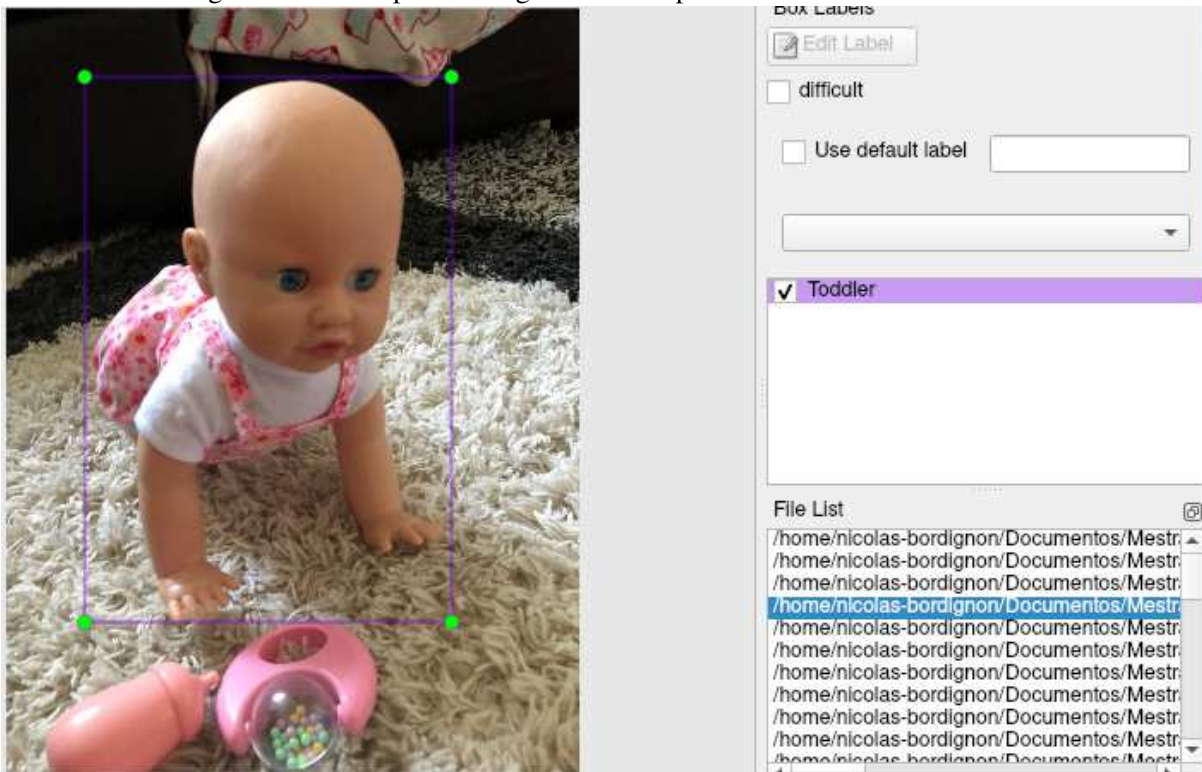 Box Labels
Edit Label
difficult
Use default label
Toddler
File List
/home/nicolas-bordignon/Documentos/Mestr
/home/nicolas-bordignon/Documentos/Mestr
/home/nicolas-bordignon/Documentos/Mestr
/home/nicolas-bordignon/Documentos/Mestr
/home/nicolas-bordignon/Documentos/Mestr
/home/nicolas-bordignon/Documentos/Mestr
/home/nicolas-bordignon/Documentos/Mestr
/home/nicolas-bordignon/Documentos/Mestr
/home/nicolas-bordignon/Documentos/Mestr
/home/nicolas-bordignon/Documentos/Mestr
/home/nicolas-bordignon/Documentos/Mestr